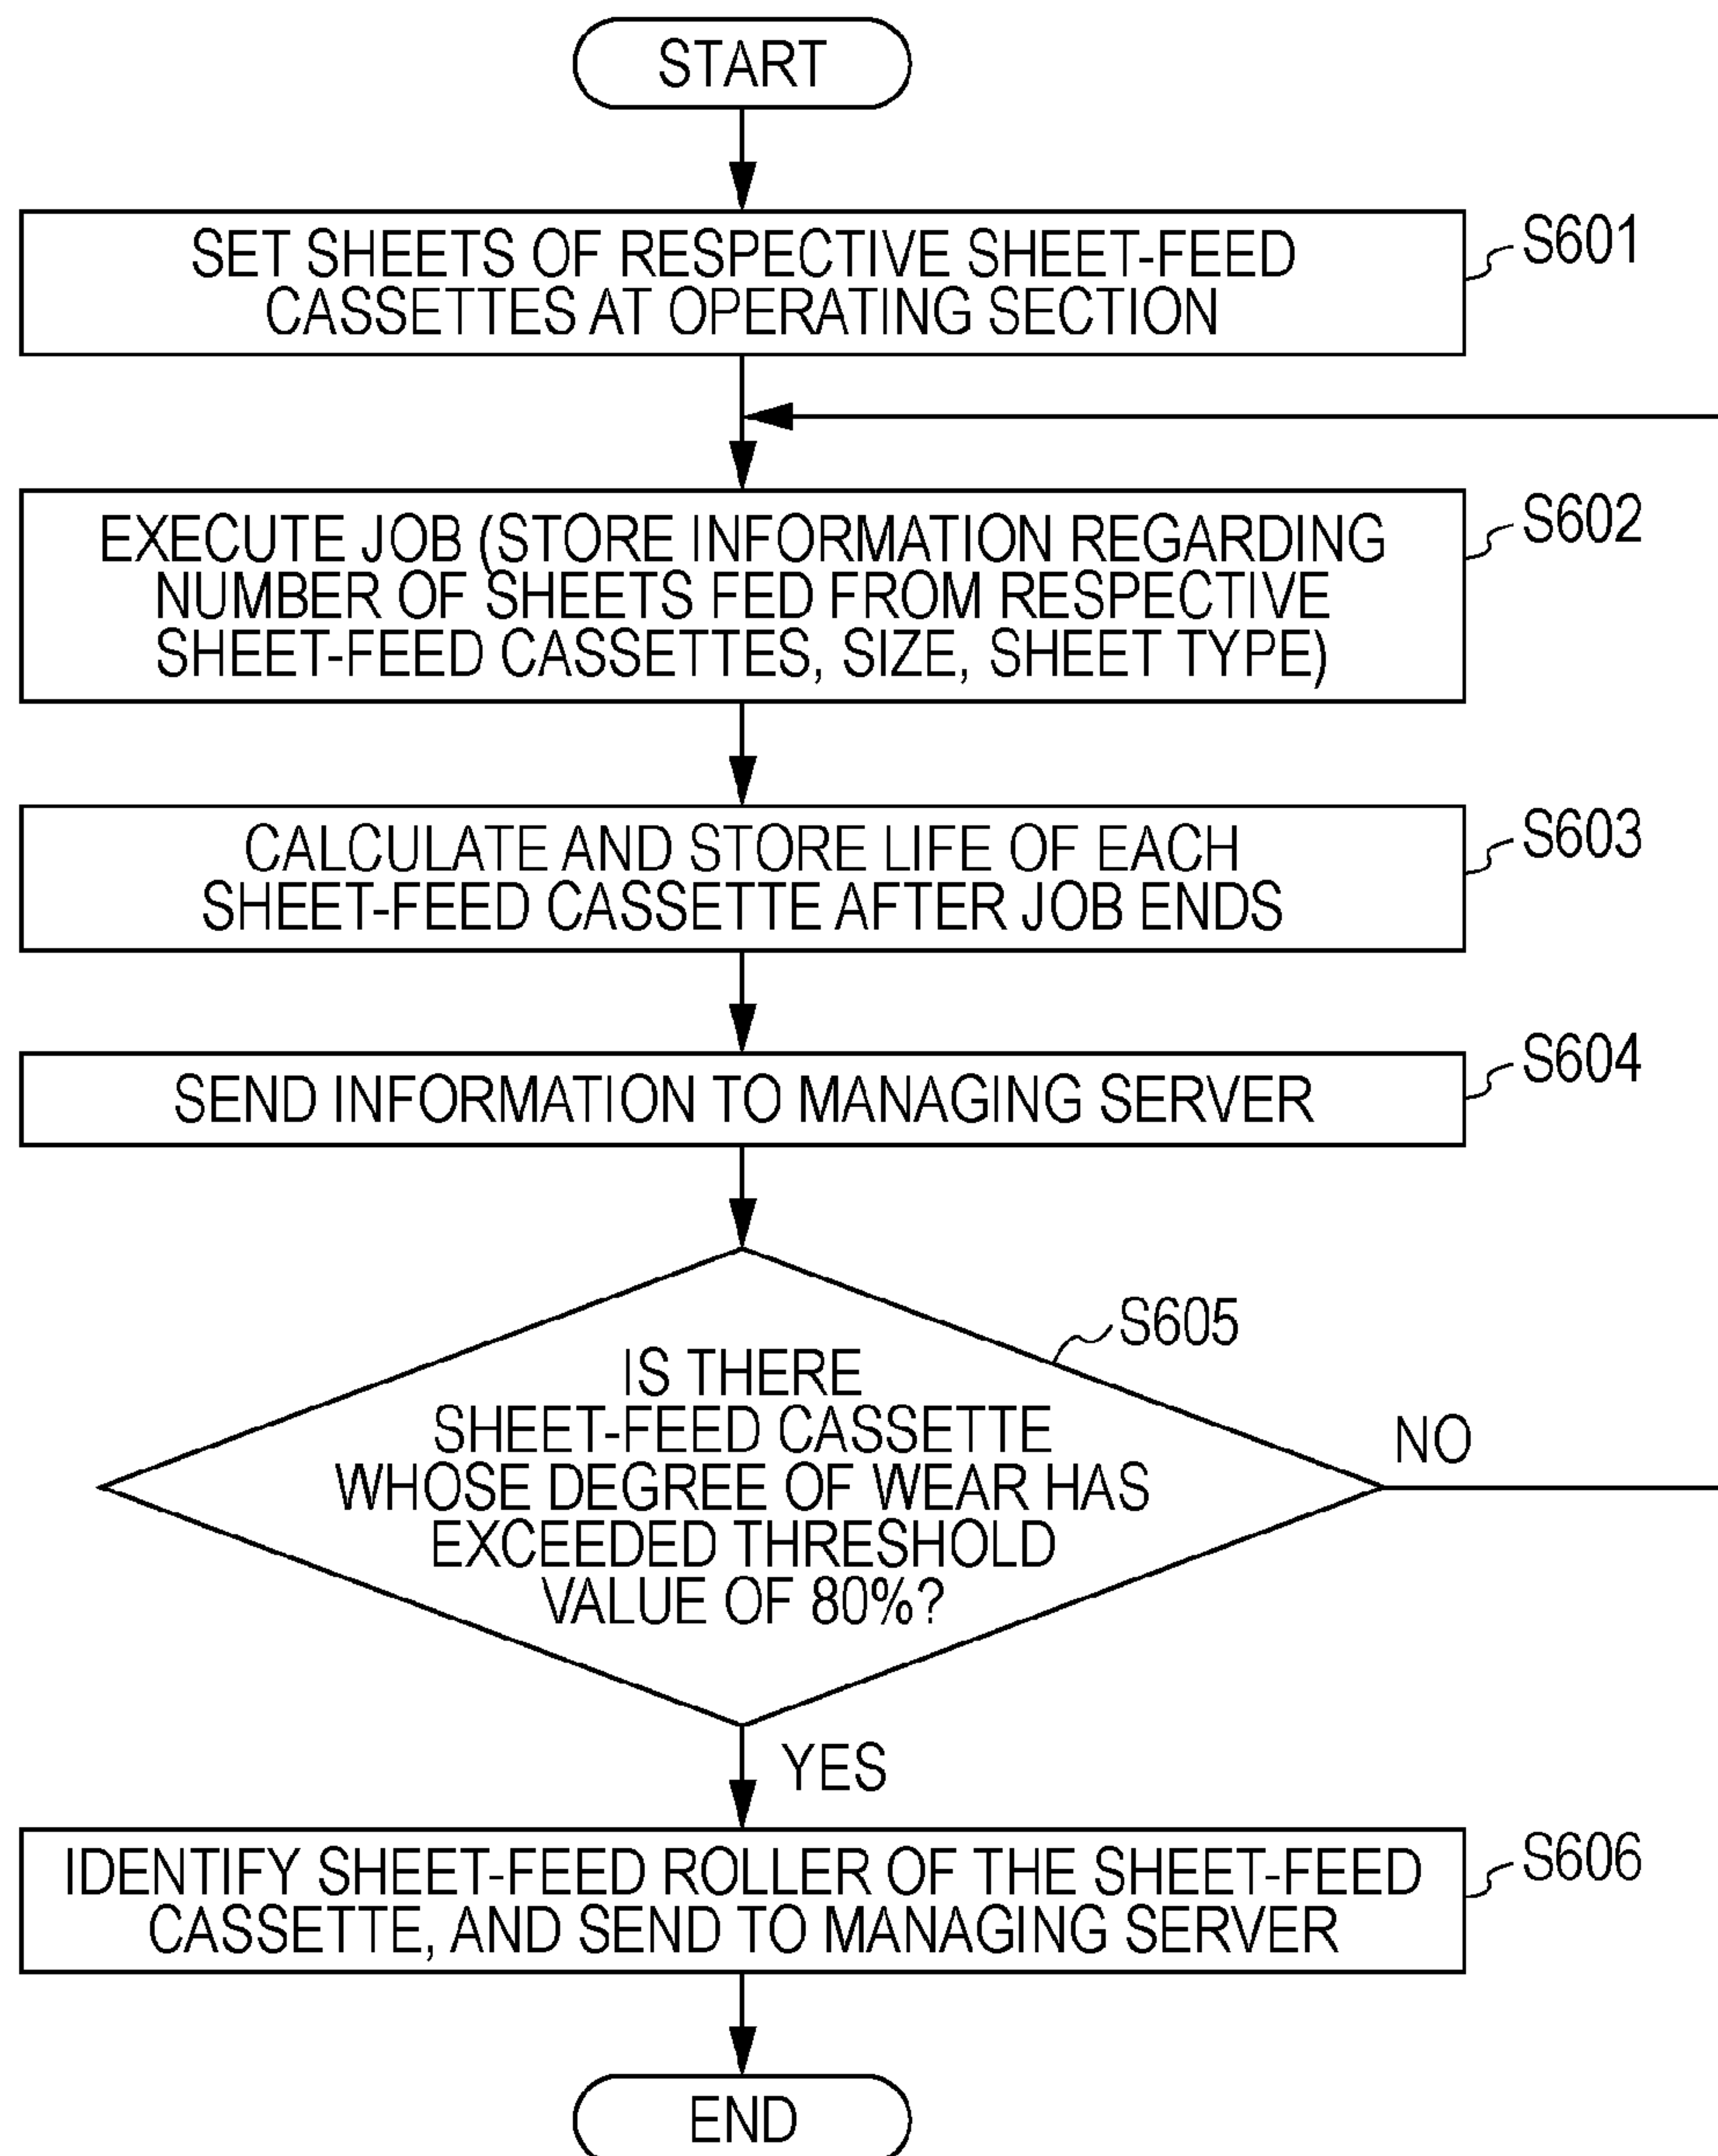 START
SET SHEETS OF RESPECTIVE SHEET-FEED
CASSETTES AT OPERATING SECTION
S601
EXECUTE JOB (STORE INFORMATION REGARDING
NUMBER OF SHEETS FED FROM RESPECTIVE
SHEET-FEED CASSETTES, SIZE, SHEET TYPE)
S602
CALCULATE AND STORE LIFE OF EACH
SHEET-FEED CASSETTE AFTER JOB ENDS
S603
SEND INFORMATION TO MANAGING SERVER
S604
IS THERE
SHEET-FEED CASSETTE
WHOSE DEGREE OF WEAR HAS
EXCEEDED THRESHOLD
VALUE OF 80%?
S605
NO
YES
IDENTIFY SHEET-FEED ROLLER OF THE SHEET-FEED
CASSETTE, AND SEND TO MANAGING SERVER
S606
END